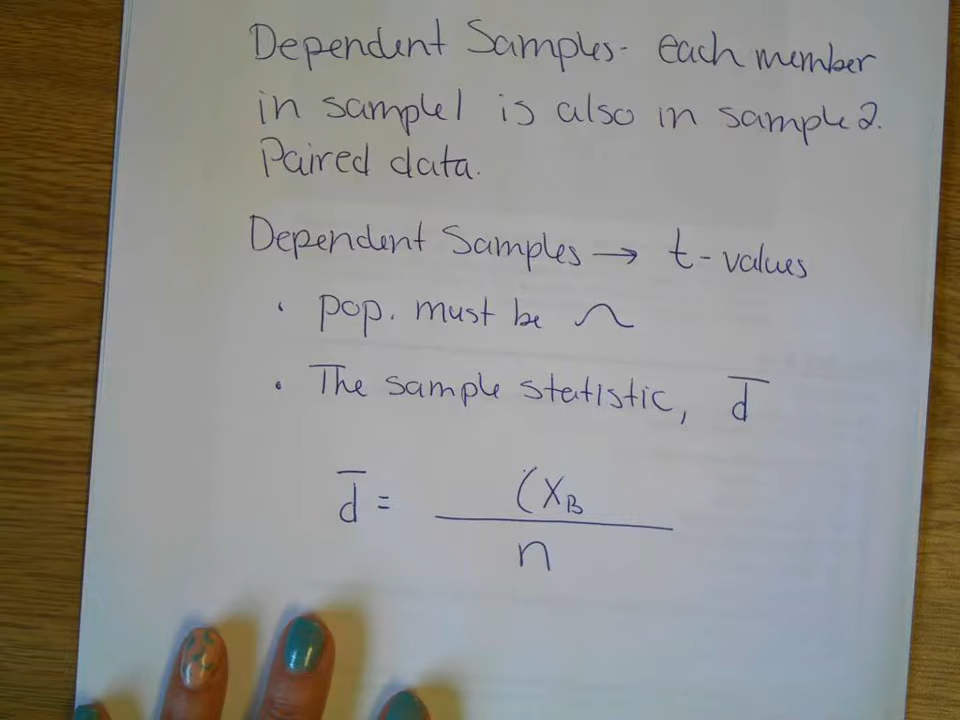 Dependent Samples - each member
in sample 1 is also in sample 2.
Paired data.
Dependent Samples → t-values
• pop. must be
• The sample statistic, d̅
d̅ = (X_B
n